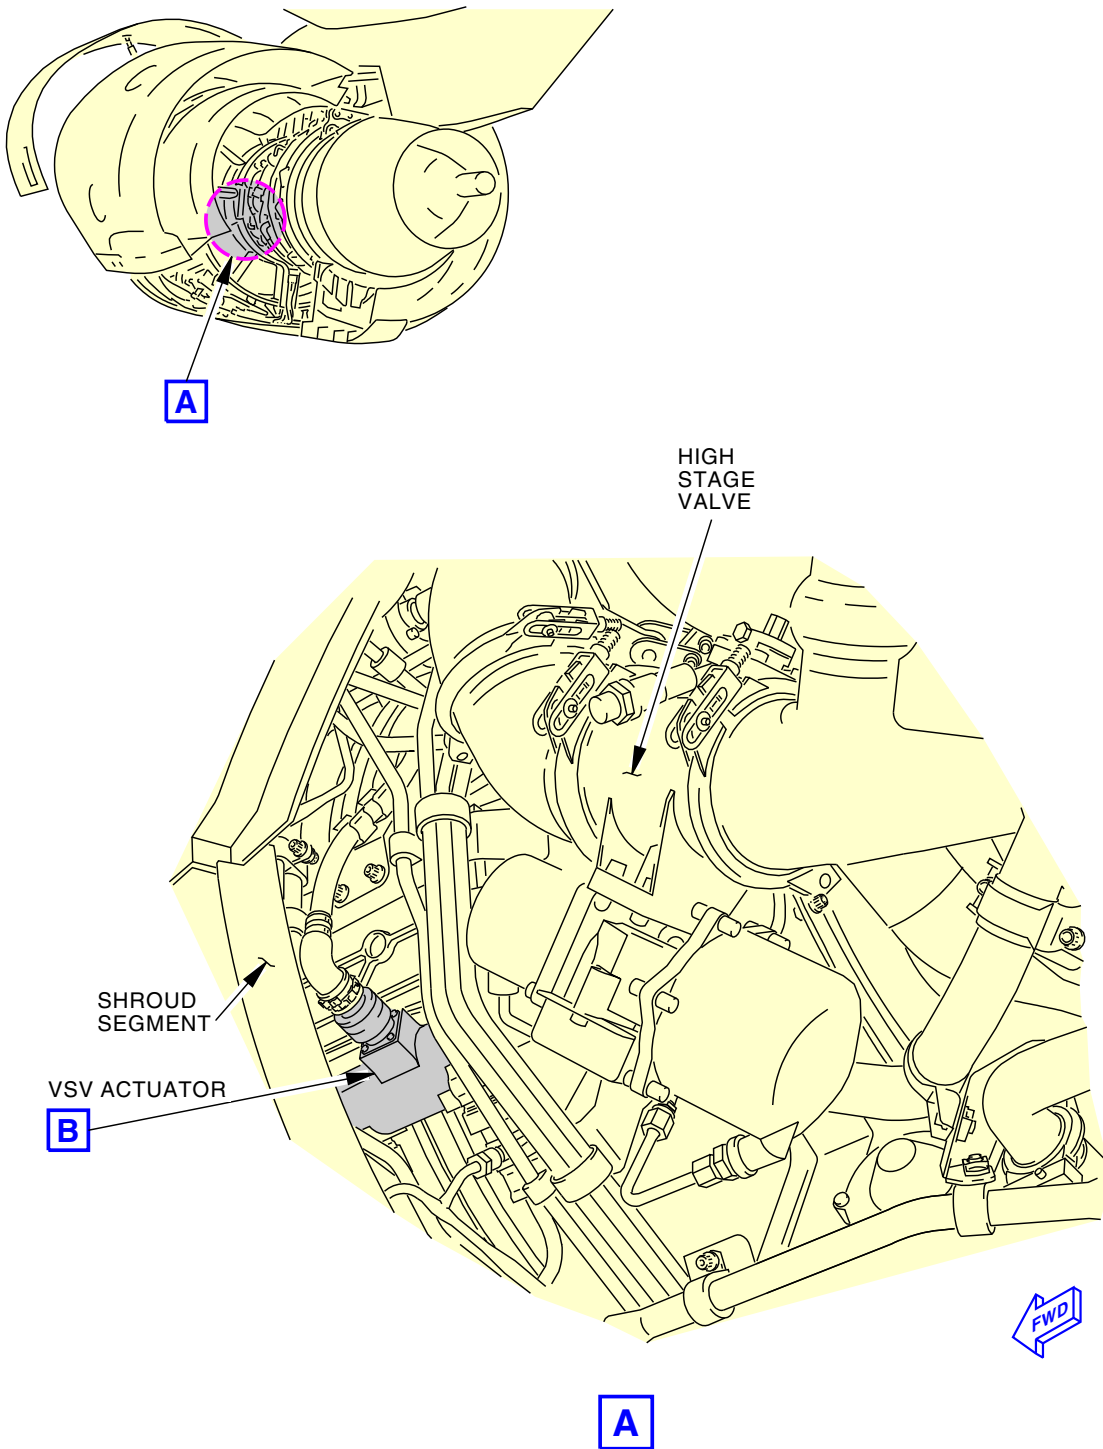 A
HIGH
STAGE
VALVE
SHROUD
SEGMENT
VSV ACTUATOR
B
FWD
A